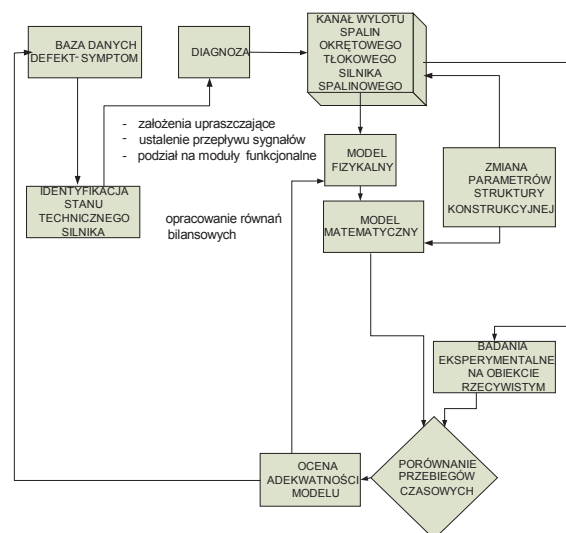 BAZA DANYCH
DEFEKT- SYMPTOM
DIAGNOZA
KANAŁ WYLOTU
SPALIN
OKRĘTOWEGO
TŁOKOWEGO
SILNIKA
SPALINOWEGO
- założenia upraszczające
- ustalenie przepływu sygnałów
- podział na moduły funkcjonalne
IDENTYFIKACJA
STANU
TECHNICZNEGO
SILNIKA
opracowanie równań
bilansowych
MODEL
FIZYKALNY
MODEL
MATEMATYCZNY
ZMIANA
PARAMETRÓW
STRUKTURY
KONSTRUKCYJNEJ
BADANIA
EKSPERYMENTALNE
NA OBIEKCIE
RZECYWISTYM
OCENA
ADEKWATNOŚCI
MODELU
PORÓWNANIE
PRZEBIEGÓW
CZASOWYCH